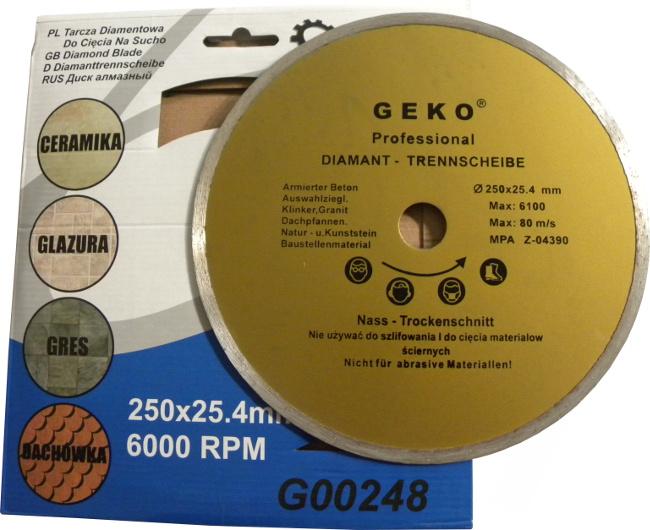 PL Tarcza Diamentowa
Do Cięcia Na Sucho
GB Diamond Blade
D Diamanttrennscheibe
RUS Диск алмазный
CERAMIKA
GLAZURA
GRES
DACHÓWKA
250x25.4m
6000 RPM
G00248
GEKO®
Professional
DIAMANT - TRENNSCHEIBE
Armierter Beton
Auswahlziegl.
Klinker,Granit
Dachpfannen.
Natur - u.Kunststein
Baustellenmaterial
Ø 250x25.4 mm
Max: 6100
Max: 80 m/s
MPA Z-04390
Nass - Trockenschnitt
Nie używać do szlifowania I do cięcia materialow
ściernych
Nicht für abrasive Materiallen!